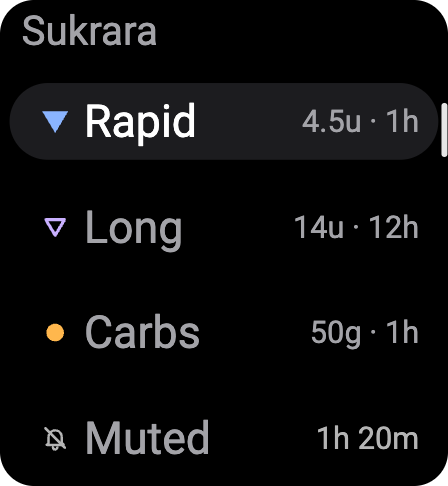 Sukrara
Rapid 4.5u · 1h
Long 14u · 12h
Carbs 50g · 1h
Muted 1h 20m